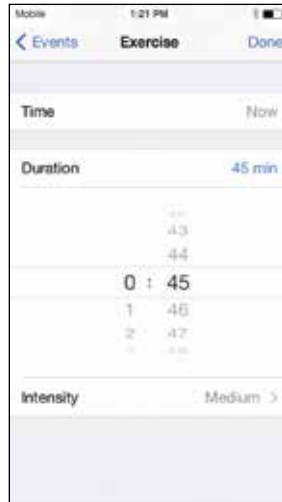 Mobile 1:21 PM
< Events Exercise Done
Time Now
Duration 45 min
43
44
0 : 45
1 46
2 47
Intensity Medium >